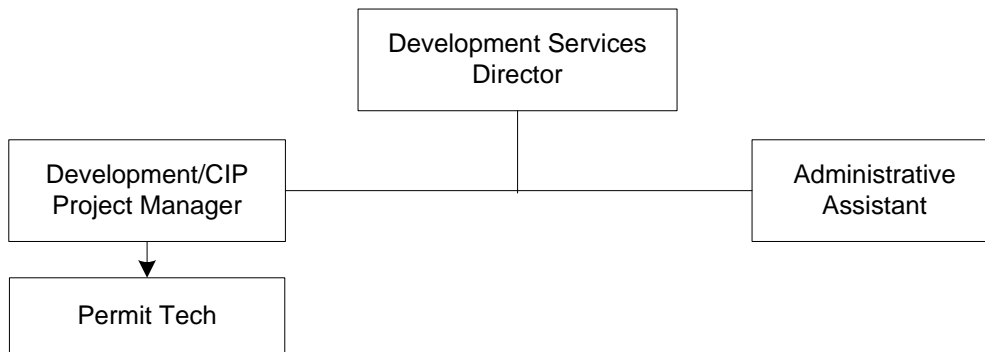 Development Services
Director
Development/CIP
Project Manager
Administrative
Assistant
Permit Tech